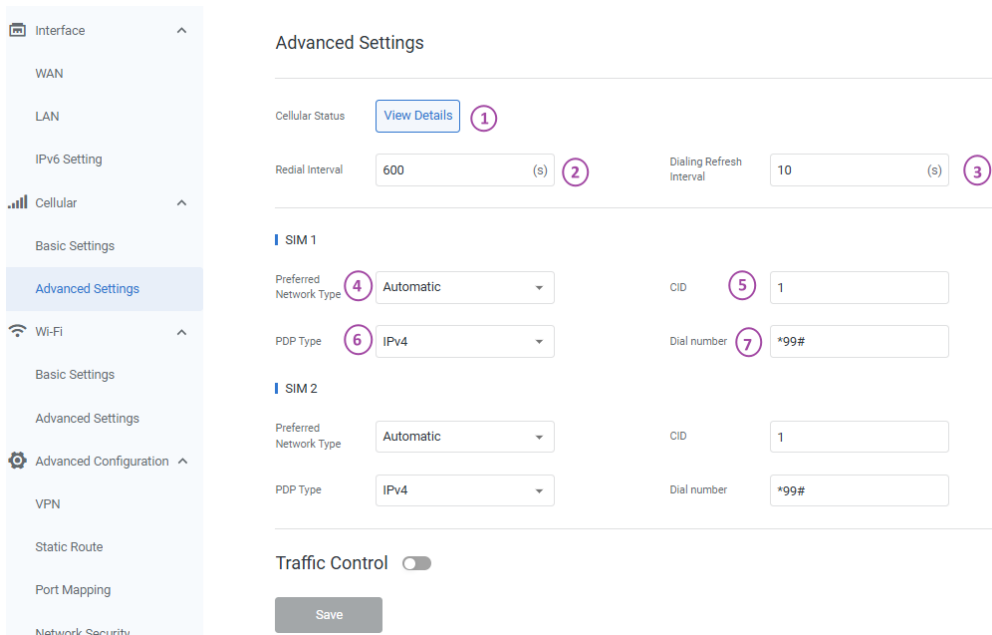 Interface
WAN
LAN
IPv6 Setting
Cellular
Basic Settings
Advanced Settings
Wi-Fi
Basic Settings
Advanced Settings
Advanced Configuration
VPN
Static Route
Port Mapping
Network Security
Advanced Settings
Cellular Status View Details 1
Redial Interval 600 (s) 2
Dialing Refresh
Interval
10 (s) 3
SIM 1
Preferred
Network Type
4 Automatic
CID 5 1
PDP Type 6 IPv4
Dial number 7 *99#
SIM 2
Preferred
Network Type
Automatic
CID 1
PDP Type IPv4
Dial number *99#
Traffic Control
Save